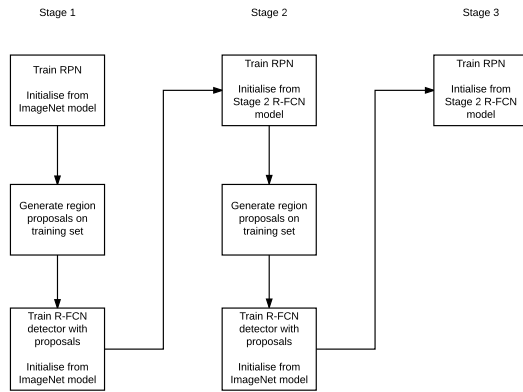 Stage 1
Train RPN
Initialise from
ImageNet model
Generate region
proposals on
training set
Train R-FCN
detector with
proposals
Initialise from
ImageNet model
Stage 2
Train RPN
Initialise from
Stage 2 R-FCN
model
Generate region
proposals on
training set
Train R-FCN
detector with
proposals
Initialise from
ImageNet model
Stage 3
Train RPN
Initialise from
Stage 2 R-FCN
model